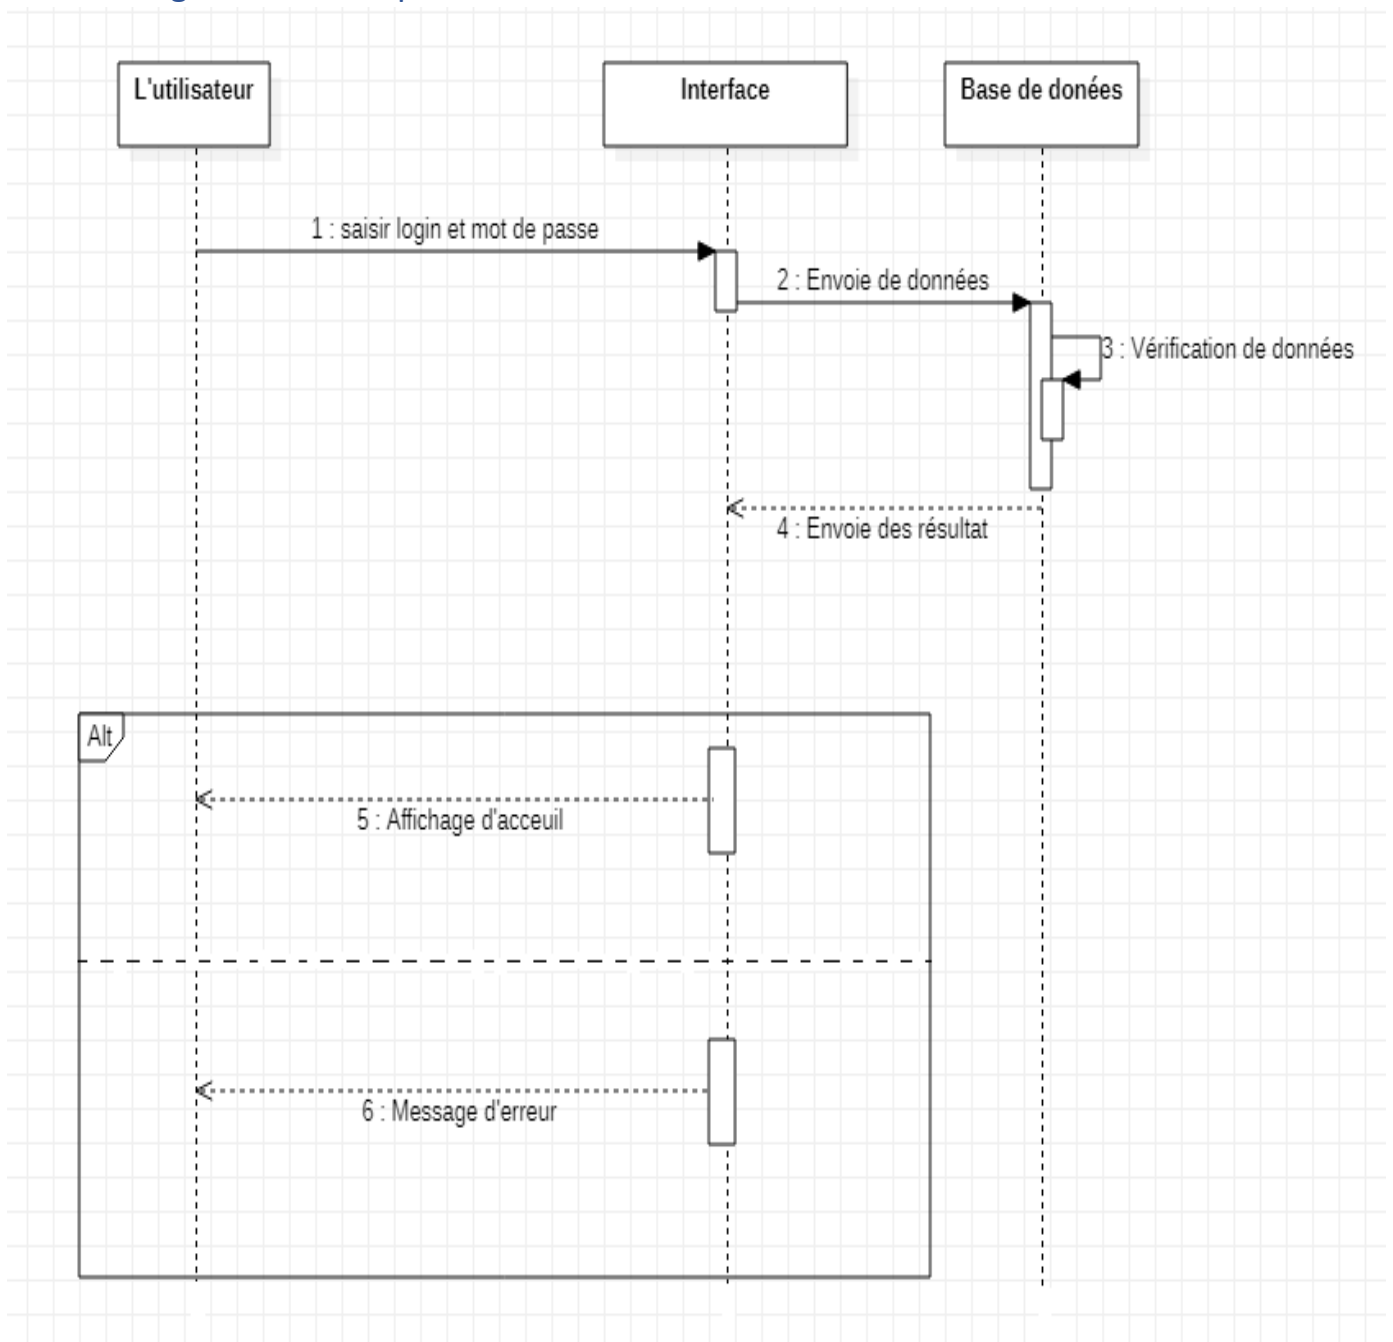 L'utilisateur
Interface
Base de donées
1 : saisir login et mot de passe
2 : Envoie de données
3 : Vérification de données
4 : Envoie des résultat
Alt
5 : Affichage d'acceuil
6 : Message d'erreur